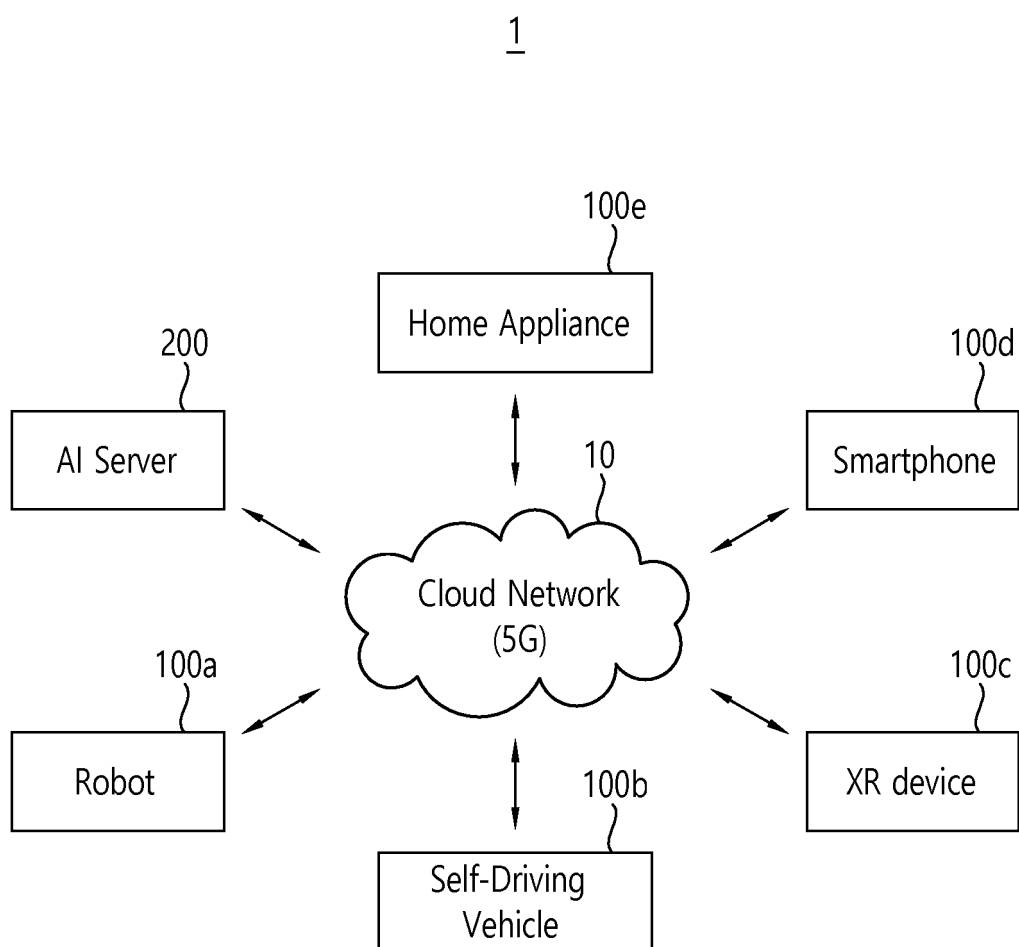 1
100e
Home Appliance
200
AI Server
100d
Smartphone
10
Cloud Network
(5G)
100a
Robot
100c
XR device
100b
Self-Driving
Vehicle